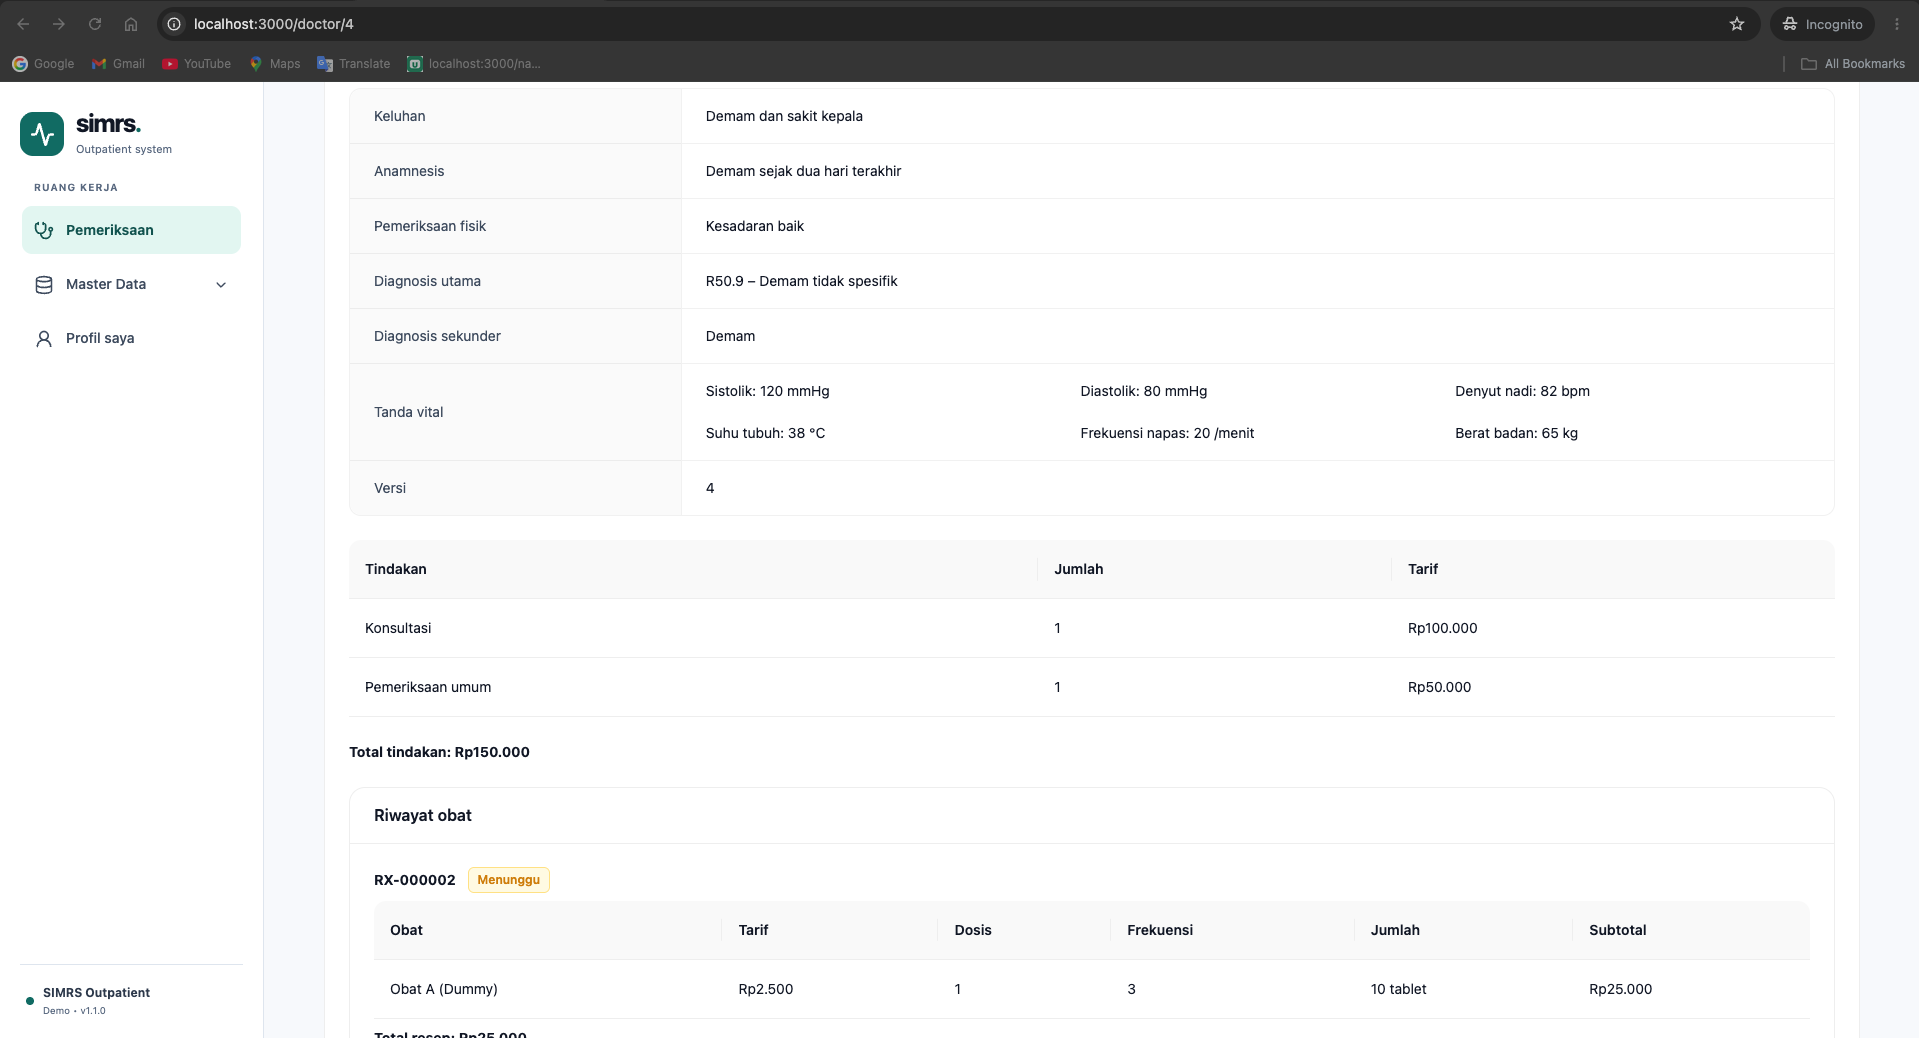 localhost:3000/doctor/4
Incognito
Google
Gmail
YouTube
Maps
Translate
localhost:3000/na...
All Bookmarks
simrs.
Outpatient system
RUANG KERJA
Pemeriksaan
Master Data
Profil saya
SIMRS Outpatient
Demo • v1.1.0
Keluhan Demam dan sakit kepala
Anamnesis Demam sejak dua hari terakhir
Pemeriksaan fisik Kesadaran baik
Diagnosis utama R50.9 – Demam tidak spesifik
Diagnosis sekunder Demam
Tanda vital
Sistolik: 120 mmHg Diastolik: 80 mmHg Denyut nadi: 82 bpm
Suhu tubuh: 38 °C Frekuensi napas: 20 /menit Berat badan: 65 kg
Versi 4
Tindakan Jumlah Tarif
Konsultasi 1 Rp100.000
Pemeriksaan umum 1 Rp50.000
Total tindakan: Rp150.000
Riwayat obat
RX-000002 Menunggu
Obat Tarif Dosis Frekuensi Jumlah Subtotal
Obat A (Dummy) Rp2.500 1 3 10 tablet Rp25.000
Total resep: Rp25.000